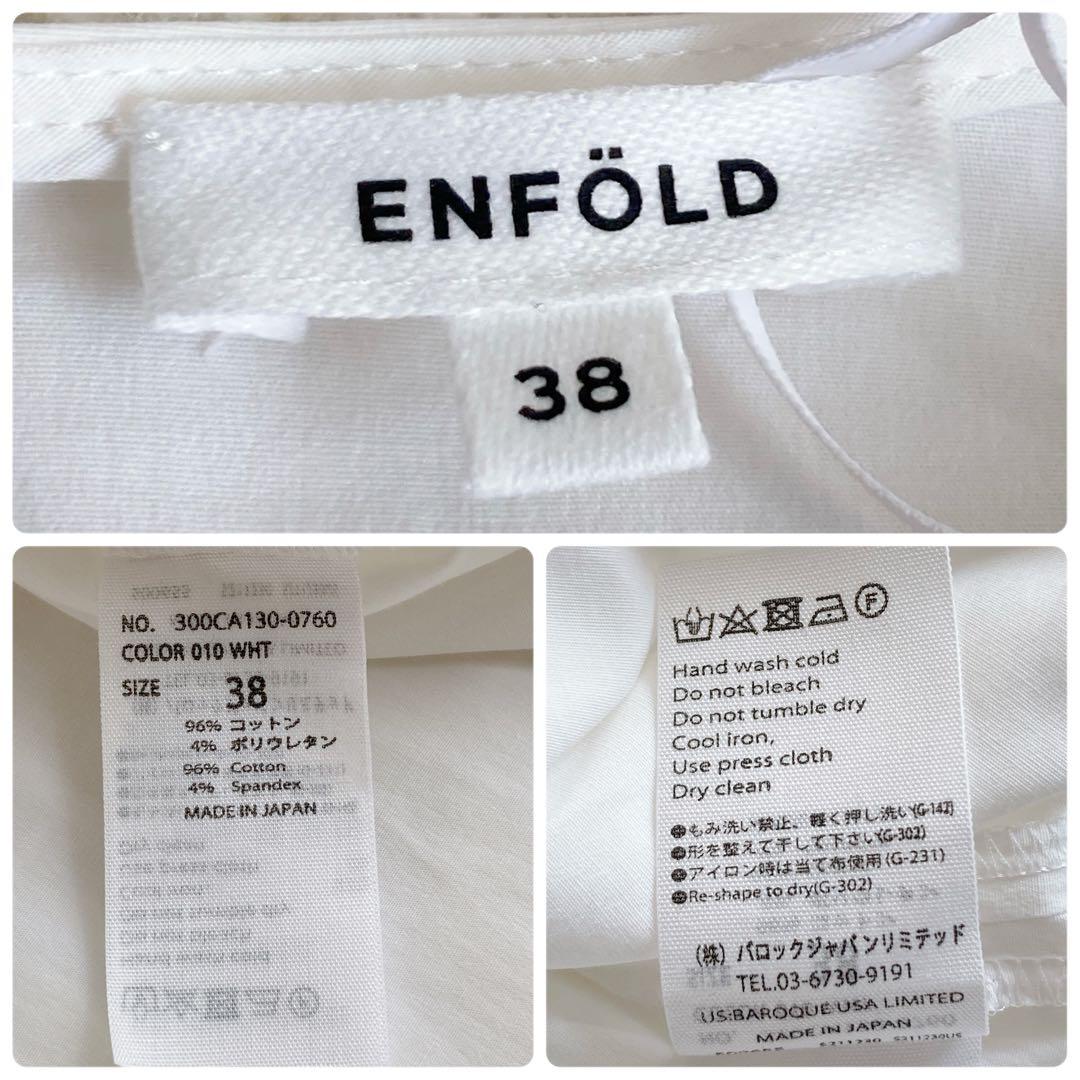 ENFÖLD
38
NO. 300CA130-0760
COLOR 010 WHT
SIZE 38
96% コットン
4% ポリウレタン
96% Cotton
4% Spandex
MADE IN JAPAN
F
Hand wash cold
Do not bleach
Do not tumble dry
Cool iron,
Use press cloth
Dry clean
●もみ洗い禁止、軽く押し洗い(G-142)
●形を整えて干して下さい(G-302)
●アイロン時は当て布使用(G-231)
●Re-shape to dry(G-302)
(株) バロックジャパンリミテッド
TEL.03-6730-9191
US:BAROQUE USA LIMITED
MADE IN JAPAN